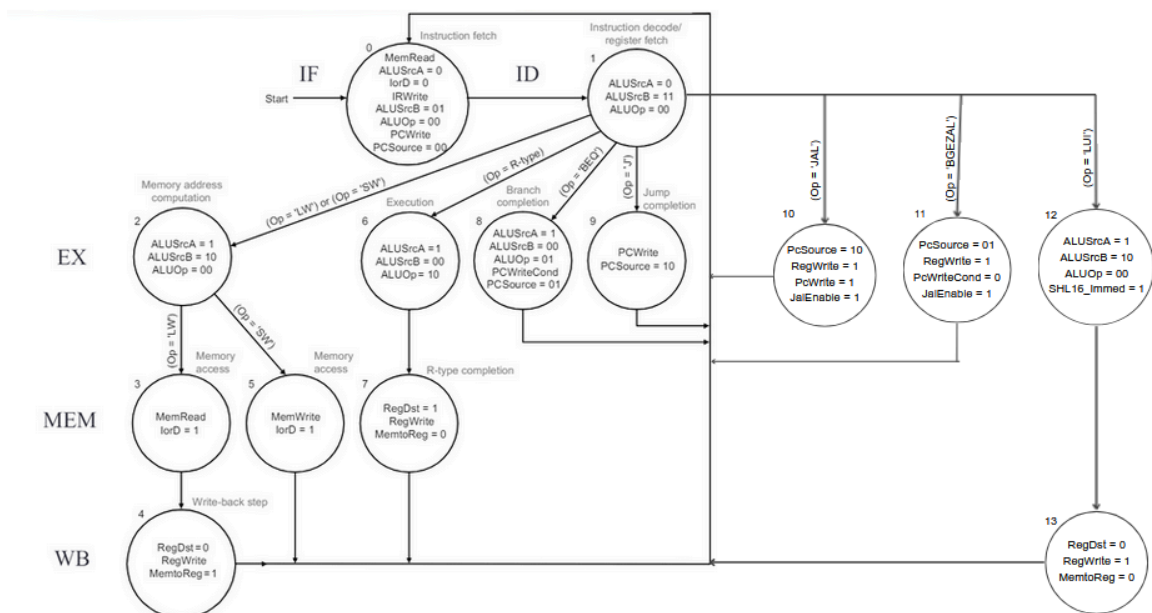 IF
Instruction fetch
0
MemRead
ALUSrcA = 0
IorD = 0
IRWrite
ALUSrcB = 01
ALUOp = 00
PCWrite
PCSource = 00
Start
ID
Instruction decode/
register fetch
1
ALUSrcA = 0
ALUSrcB = 11
ALUOp = 00
(Op = 'LW') or (Op = 'SW')
(Op = R-type)
(Op = 'BEQ')
(Op = 'J')
(Op = 'JAL')
(Op = 'BGEZAL')
(Op = 'LUI')
EX
Memory address
computation
2
ALUSrcA = 1
ALUSrcB = 10
ALUOp = 00
Execution
6
ALUSrcA = 1
ALUSrcB = 00
ALUOp = 10
Branch
completion
8
ALUSrcA = 1
ALUSrcB = 00
ALUOp = 01
PCWriteCond
PCSource = 01
Jump
completion
9
PCWrite
PCSource = 10
10
PcSource = 10
RegWrite = 1
PcWrite = 1
JalEnable = 1
11
PcSource = 01
RegWrite = 1
PcWriteCond = 0
JalEnable = 1
12
ALUSrcA = 1
ALUSrcB = 10
ALUOp = 00
SHL16_Immed = 1
(Op = 'LW')
(Op = 'SW')
MEM
Memory
access
3
MemRead
IorD = 1
Memory
access
5
MemWrite
IorD = 1
R-type completion
7
RegDst = 1
RegWrite
MemtoReg = 0
WB
Write-back step
4
RegDst = 0
RegWrite
MemtoReg = 1
13
RegDst = 0
RegWrite = 1
MemtoReg = 0